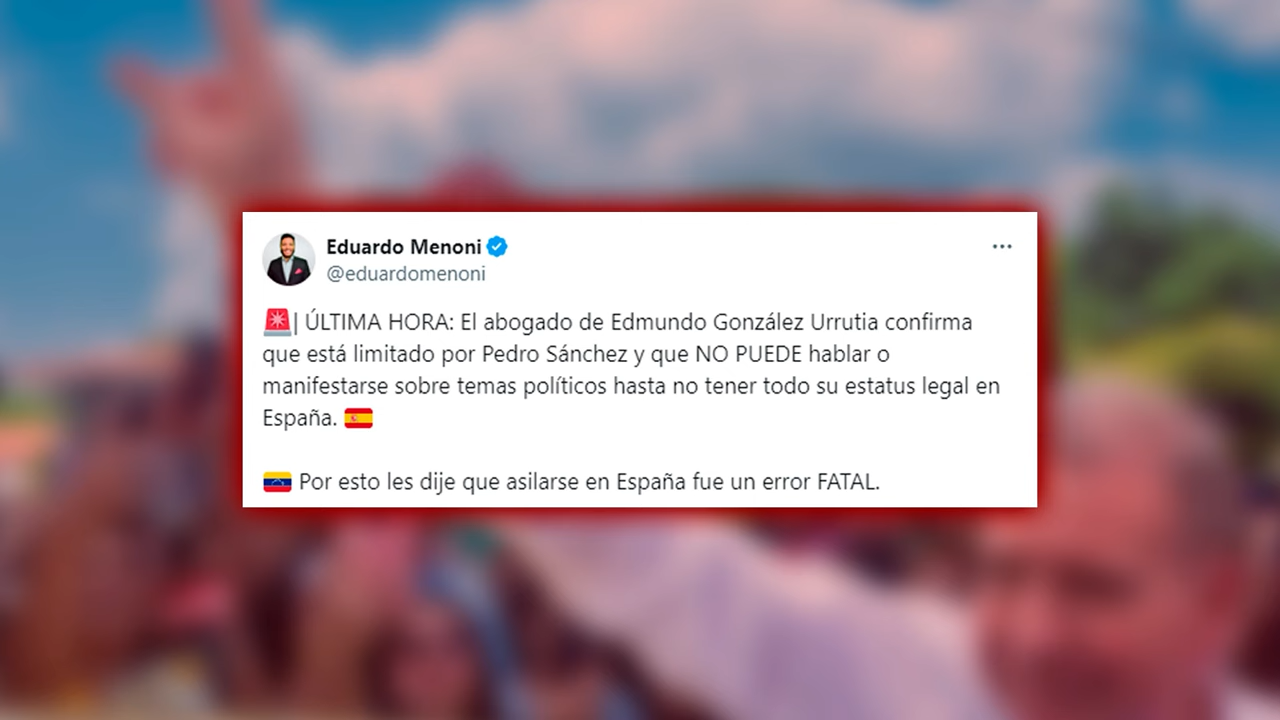 Eduardo Menoni
@eduardomenoni
🚨| ÚLTIMA HORA: El abogado de Edmundo González Urrutia confirma
que está limitado por Pedro Sánchez y que NO PUEDE hablar o
manifestarse sobre temas políticos hasta no tener todo su estatus legal en
España. 🇪🇸
🇻🇪 Por esto les dije que asilarse en España fue un error FATAL.